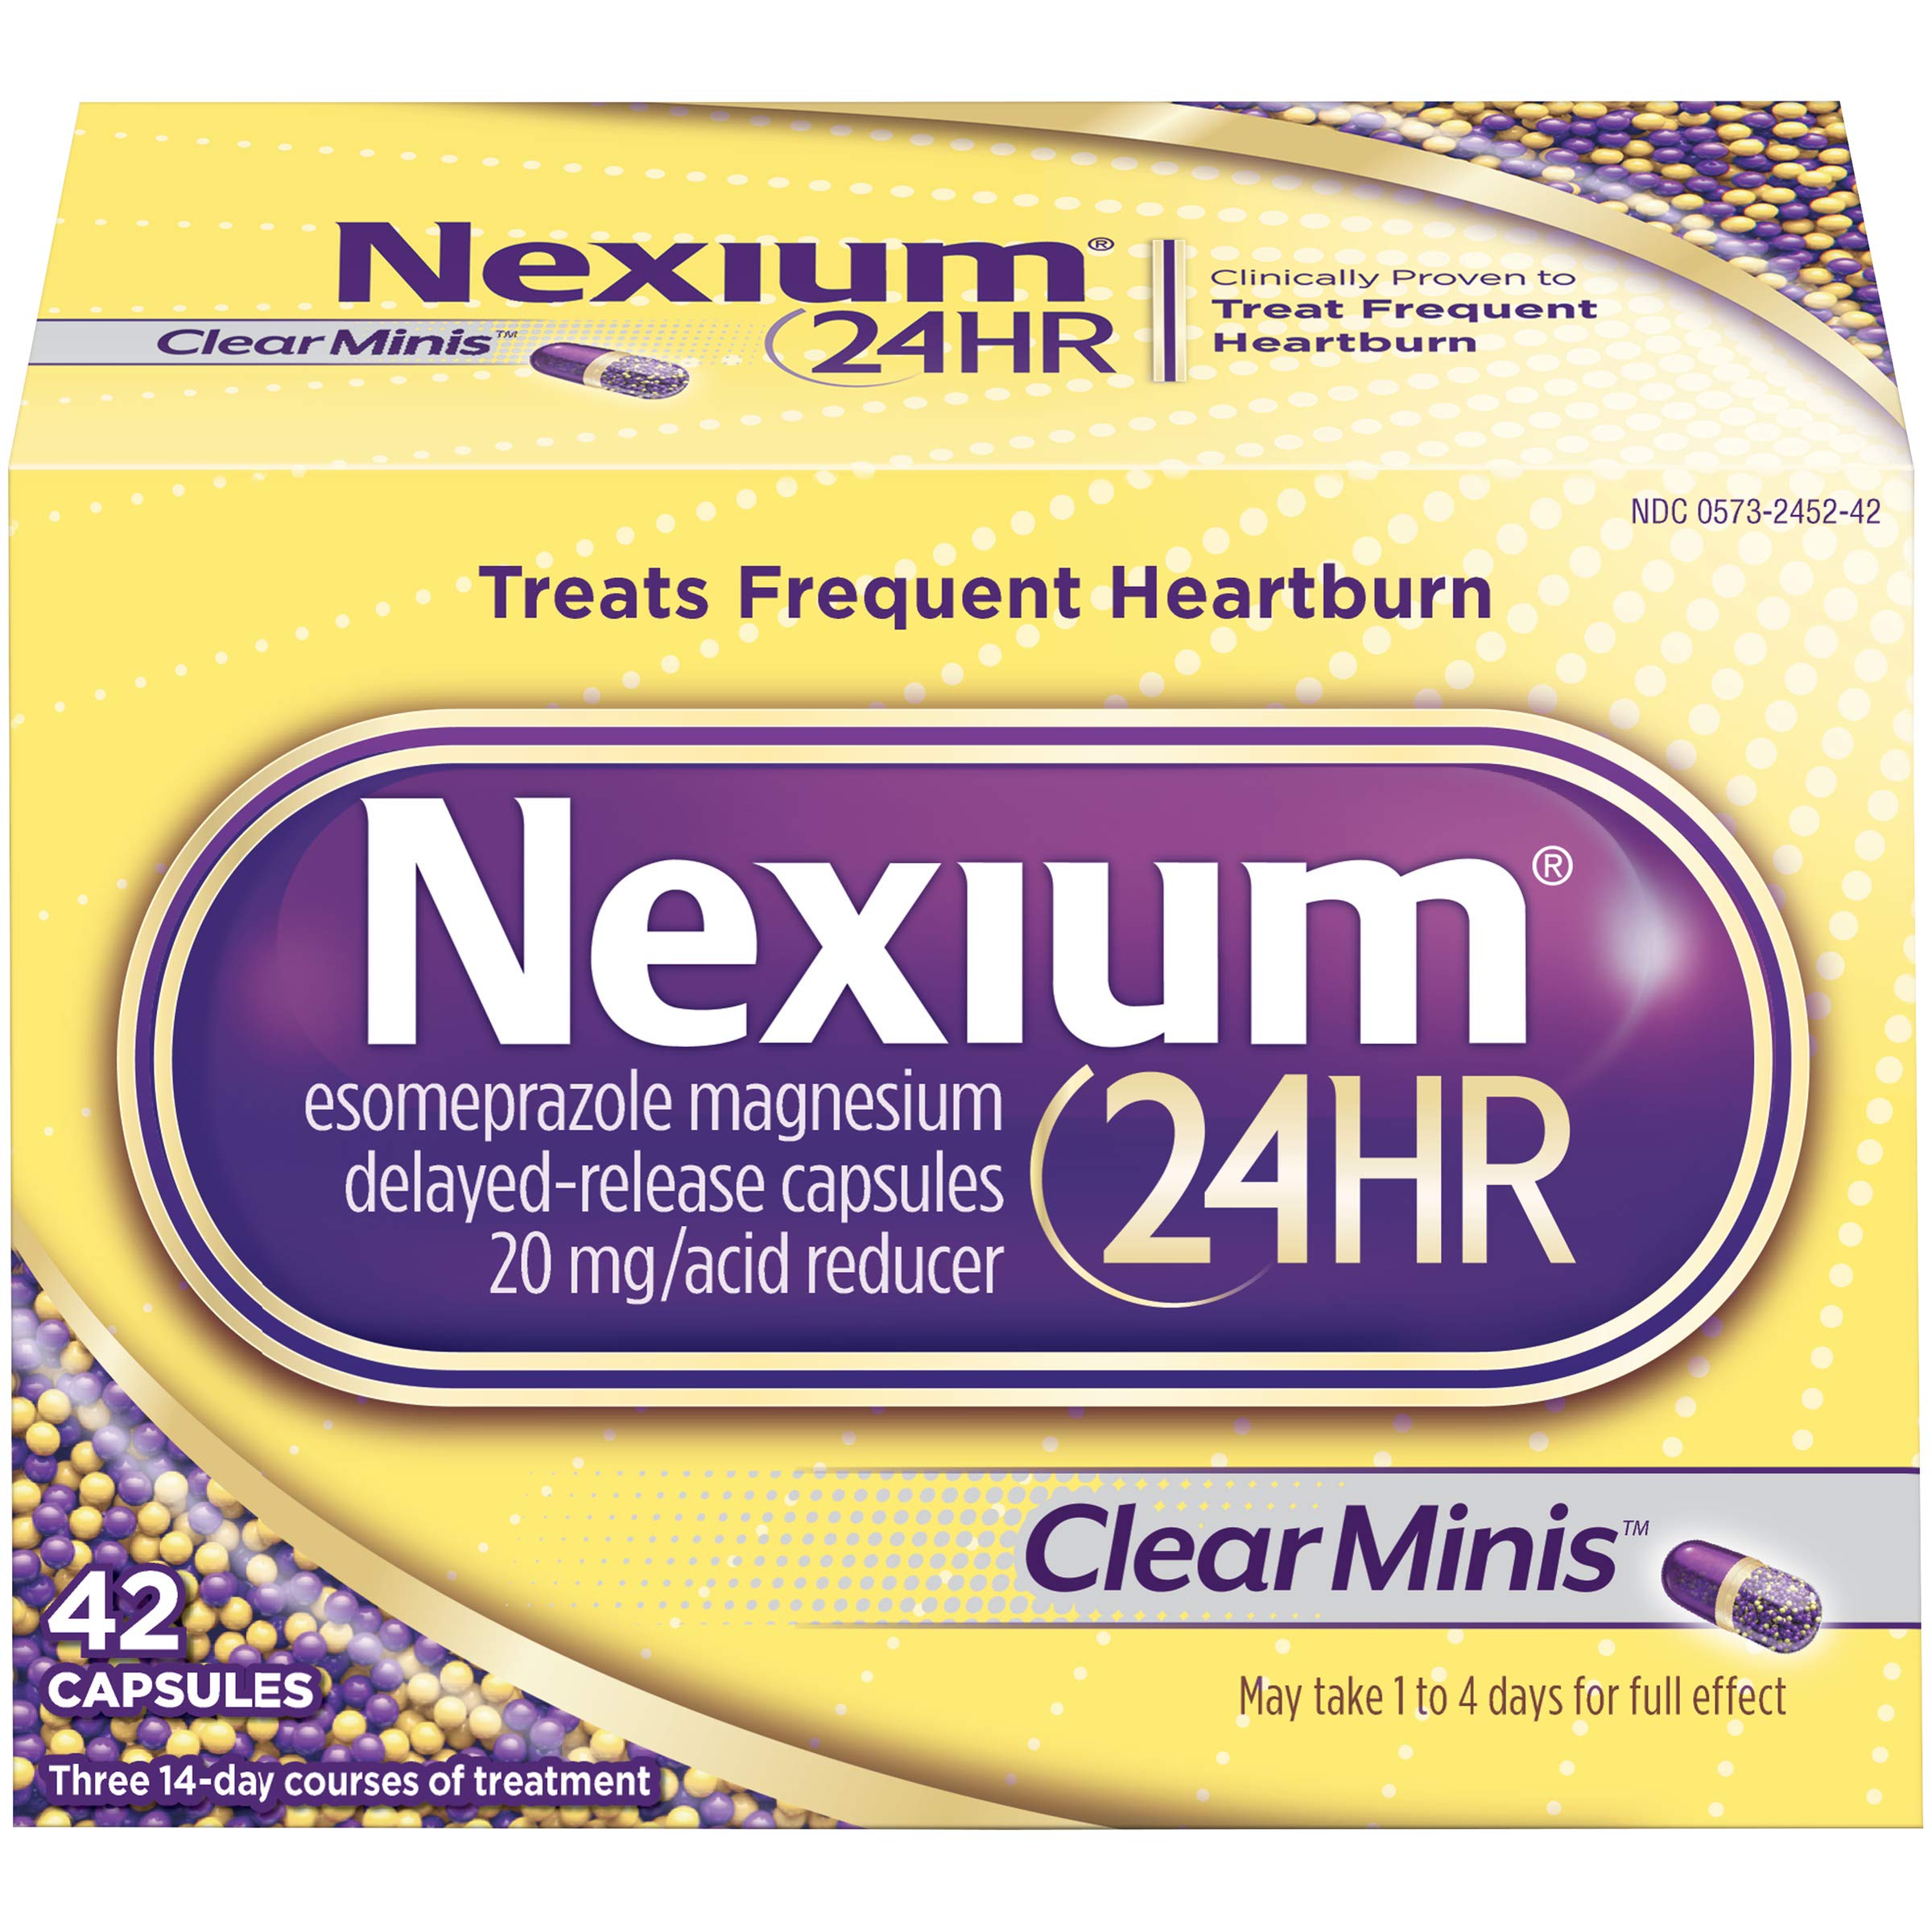 Nexium®
Clear Minis™
24HR
Clinically Proven to
Treat Frequent
Heartburn
NDC 0573-2452-42
Treats Frequent Heartburn
Nexium®
esomeprazole magnesium
delayed-release capsules
20 mg/acid reducer
24HR
Clear Minis™
42
CAPSULES
May take 1 to 4 days for full effect
Three 14-day courses of treatment